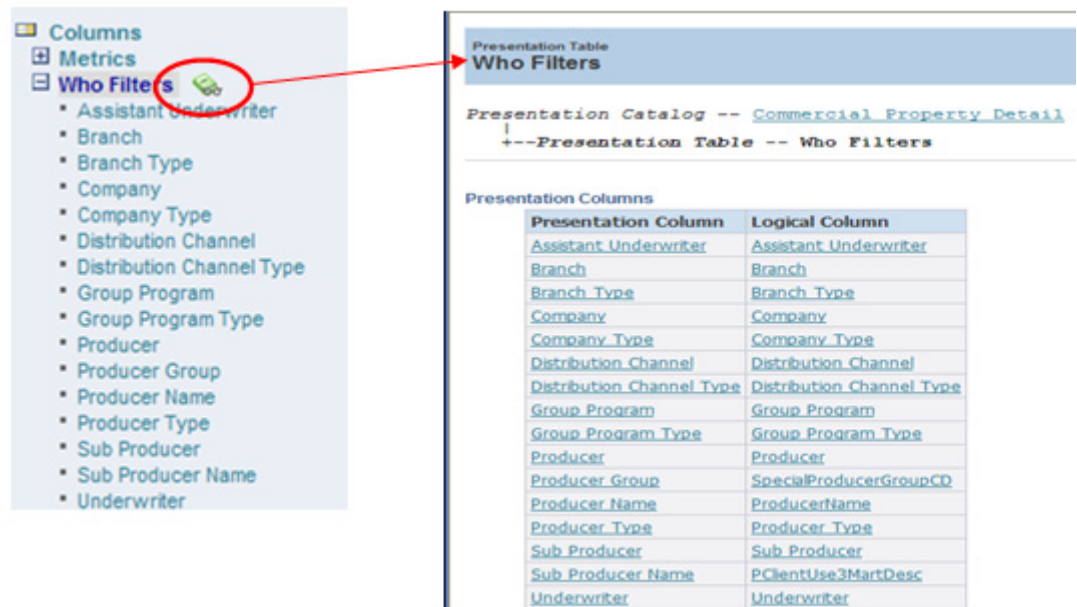 Columns
Metrics
Who Filters
Assistant Underwriter
Branch
Branch Type
Company
Company Type
Distribution Channel
Distribution Channel Type
Group Program
Group Program Type
Producer
Producer Group
Producer Name
Producer Type
Sub Producer
Sub Producer Name
Underwriter
Presentation Table
Who Filters
Presentation Catalog -- Commercial Property Detail
|
+--Presentation Table -- Who Filters
Presentation Columns
Presentation Column Logical Column
Assistant Underwriter Assistant Underwriter
Branch Branch
Branch Type Branch Type
Company Company
Company Type Company Type
Distribution Channel Distribution Channel
Distribution Channel Type Distribution Channel Type
Group Program Group Program
Group Program Type Group Program Type
Producer Producer
Producer Group SpecialProducerGroupCD
Producer Name ProducerName
Producer Type Producer Type
Sub Producer Sub Producer
Sub Producer Name PClientUse3MartDesc
Underwriter Underwriter